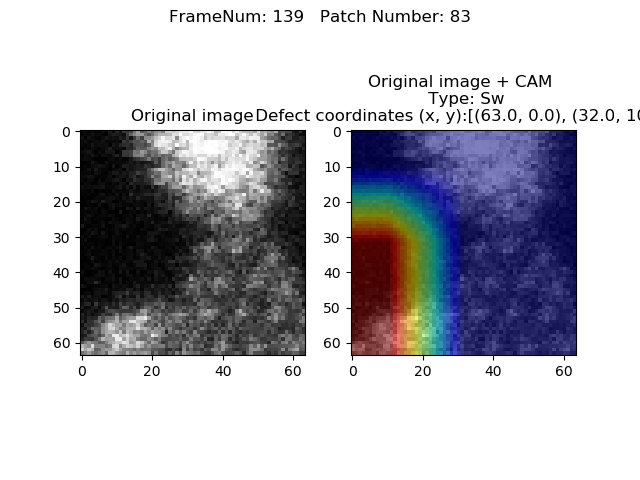 FrameNum: 139   Patch Number: 83
Original image + CAM
Type: Sw
Original image
Defect coordinates (x, y):[(63.0, 0.0), (32.0, 10
0
10
20
30
40
50
60
0 20 40 60
0
10
20
30
40
50
60
0 20 40 60